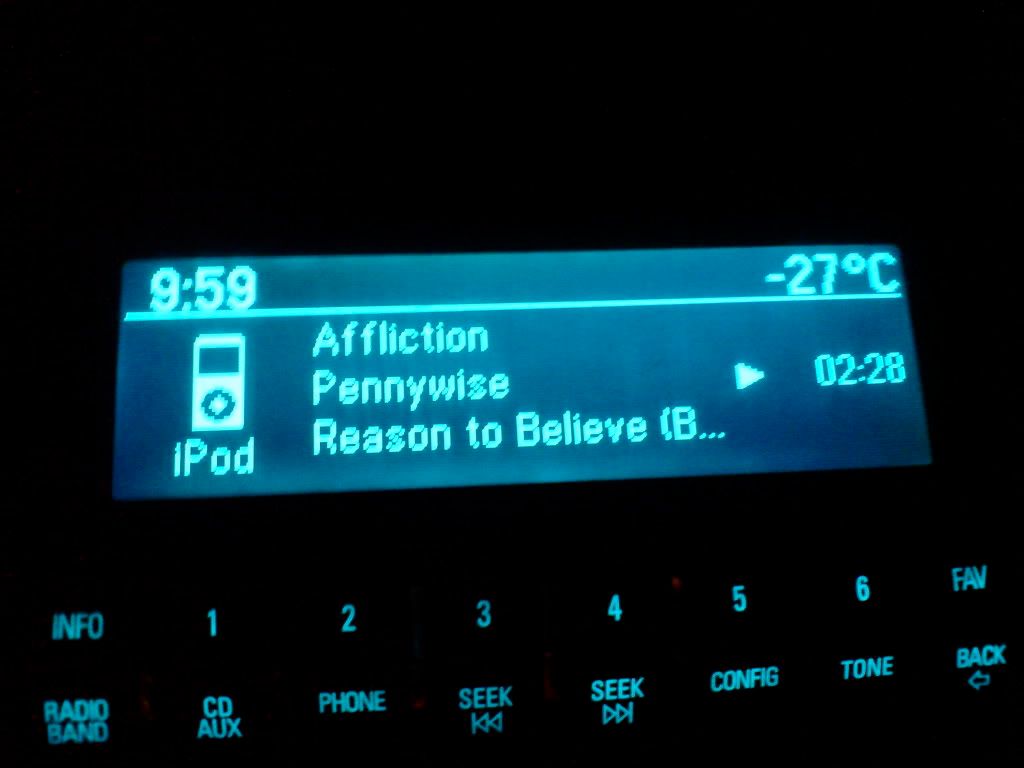 9:59 -27°C
Affliction
Pennywise 02:28
Reason to Believe (B...
iPod
INFO 1 2 3 4 5 6 FAV
RADIO BAND
CD AUX
PHONE
SEEK
SEEK
CONFIG
TONE
BACK